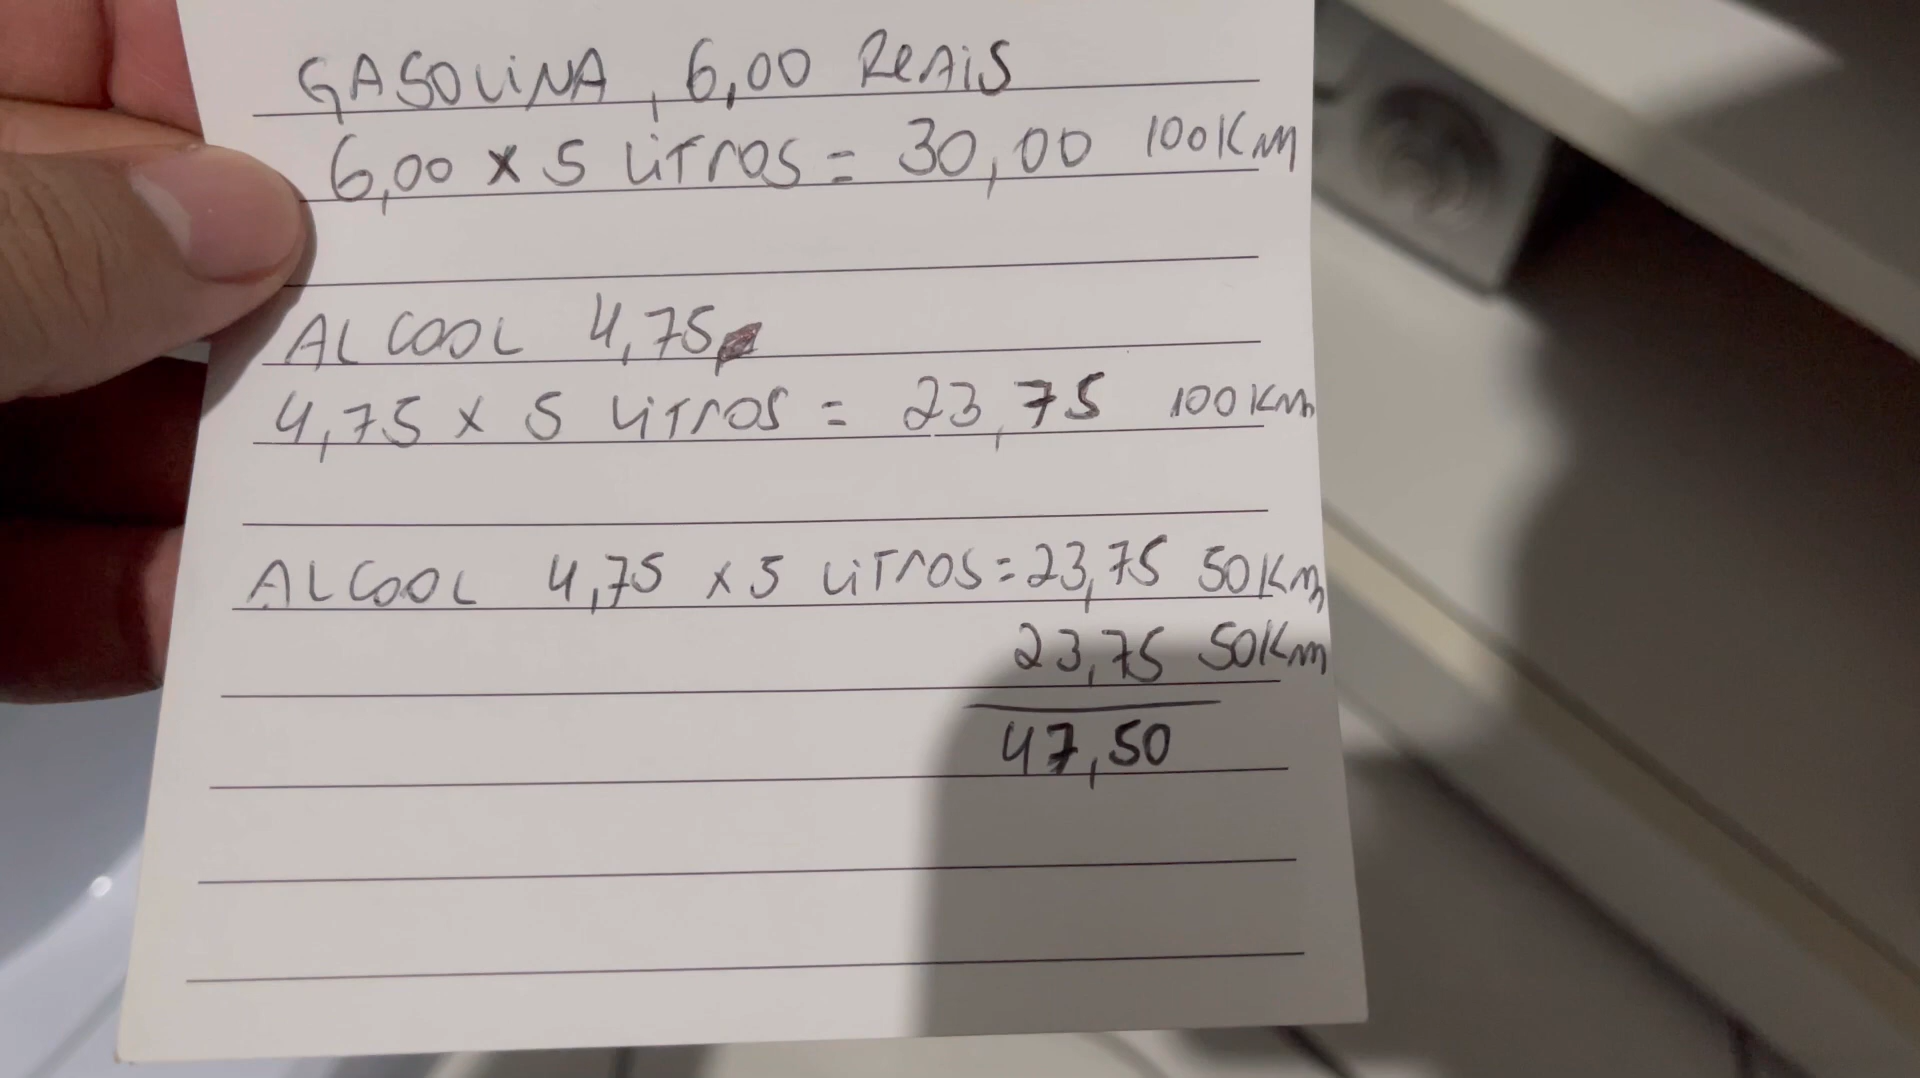 GASOLINA, 6,00 REAIS
6,00 x 5 LITROS = 30,00 100KM
ALCOOL 4,75
4,75 x 5 LITROS = 23,75 100KM
ALCOOL 4,75 x 5 LITROS = 23,75 50KM
23,75 50KM
47,50